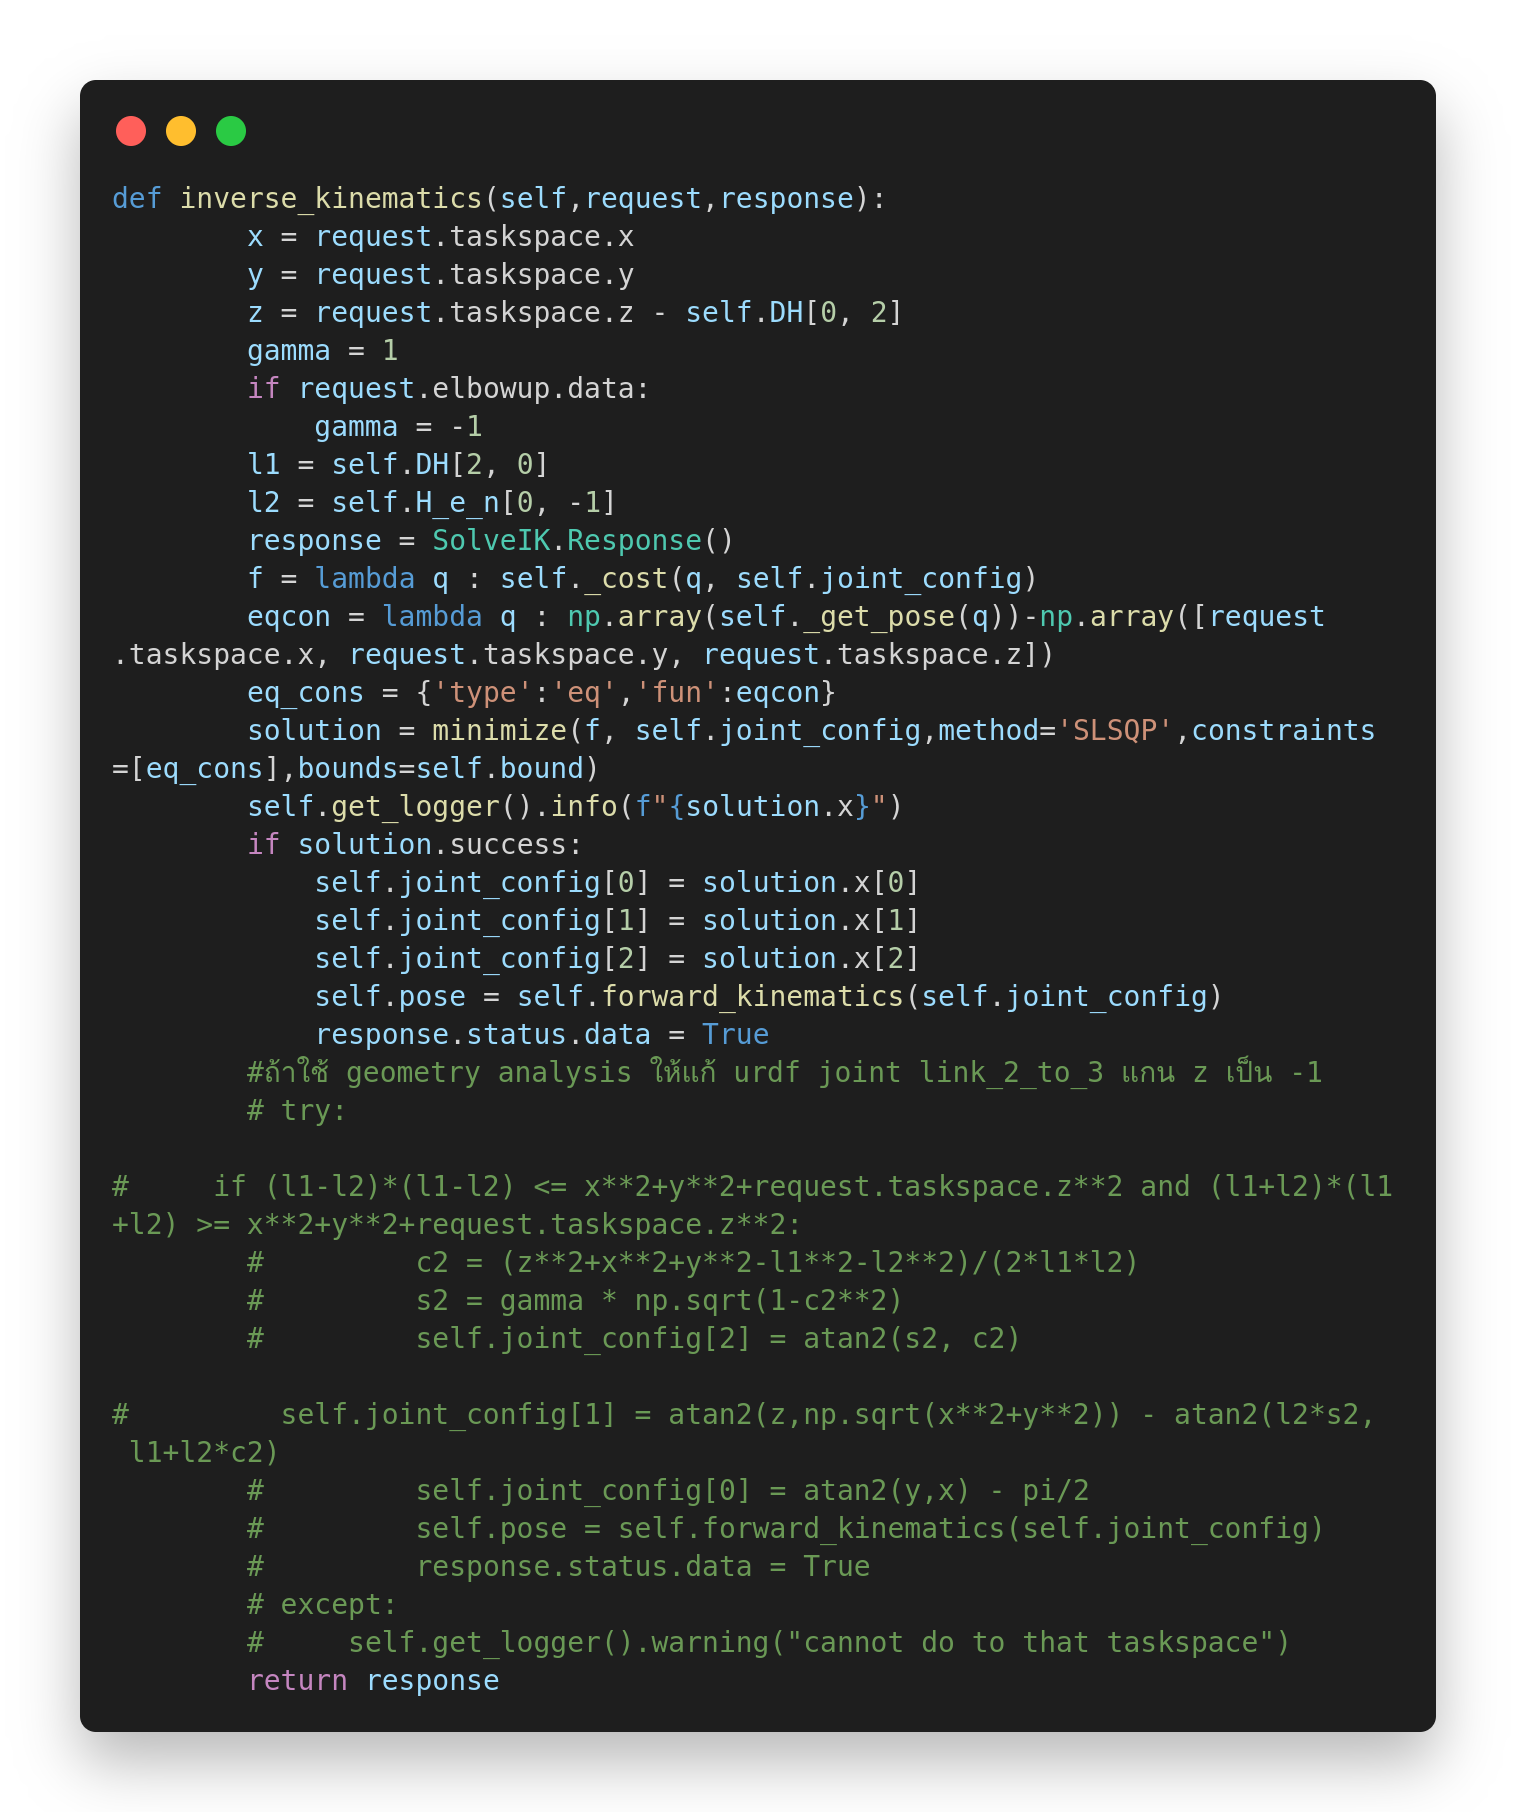 def inverse_kinematics(self,request,response):
        x = request.taskspace.x
        y = request.taskspace.y
        z = request.taskspace.z - self.DH[0, 2]
        gamma = 1
        if request.elbowup.data:
            gamma = -1
        l1 = self.DH[2, 0]
        l2 = self.H_e_n[0, -1]
        response = SolveIK.Response()
        f = lambda q : self._cost(q, self.joint_config)
        eqcon = lambda q : np.array(self._get_pose(q))-np.array([request
.taskspace.x, request.taskspace.y, request.taskspace.z])
        eq_cons = {'type':'eq','fun':eqcon}
        solution = minimize(f, self.joint_config,method='SLSQP',constraints
=[eq_cons],bounds=self.bound)
        self.get_logger().info(f"{solution.x}")
        if solution.success:
            self.joint_config[0] = solution.x[0]
            self.joint_config[1] = solution.x[1]
            self.joint_config[2] = solution.x[2]
            self.pose = self.forward_kinematics(self.joint_config)
            response.status.data = True
        #ถ้าใช้ geometry analysis ให้แก้ urdf joint link_2_to_3 แกน z เป็น -1
        # try:
#     if (l1-l2)*(l1-l2) <= x**2+y**2+request.taskspace.z**2 and (l1+l2)*(l1
+l2) >= x**2+y**2+request.taskspace.z**2:
        #         c2 = (z**2+x**2+y**2-l1**2-l2**2)/(2*l1*l2)
        #         s2 = gamma * np.sqrt(1-c2**2)
        #         self.joint_config[2] = atan2(s2, c2)
#         self.joint_config[1] = atan2(z,np.sqrt(x**2+y**2)) - atan2(l2*s2,
 l1+l2*c2)
        #         self.joint_config[0] = atan2(y,x) - pi/2
        #         self.pose = self.forward_kinematics(self.joint_config)
        #         response.status.data = True
        # except:
        #     self.get_logger().warning("cannot do to that taskspace")
        return response